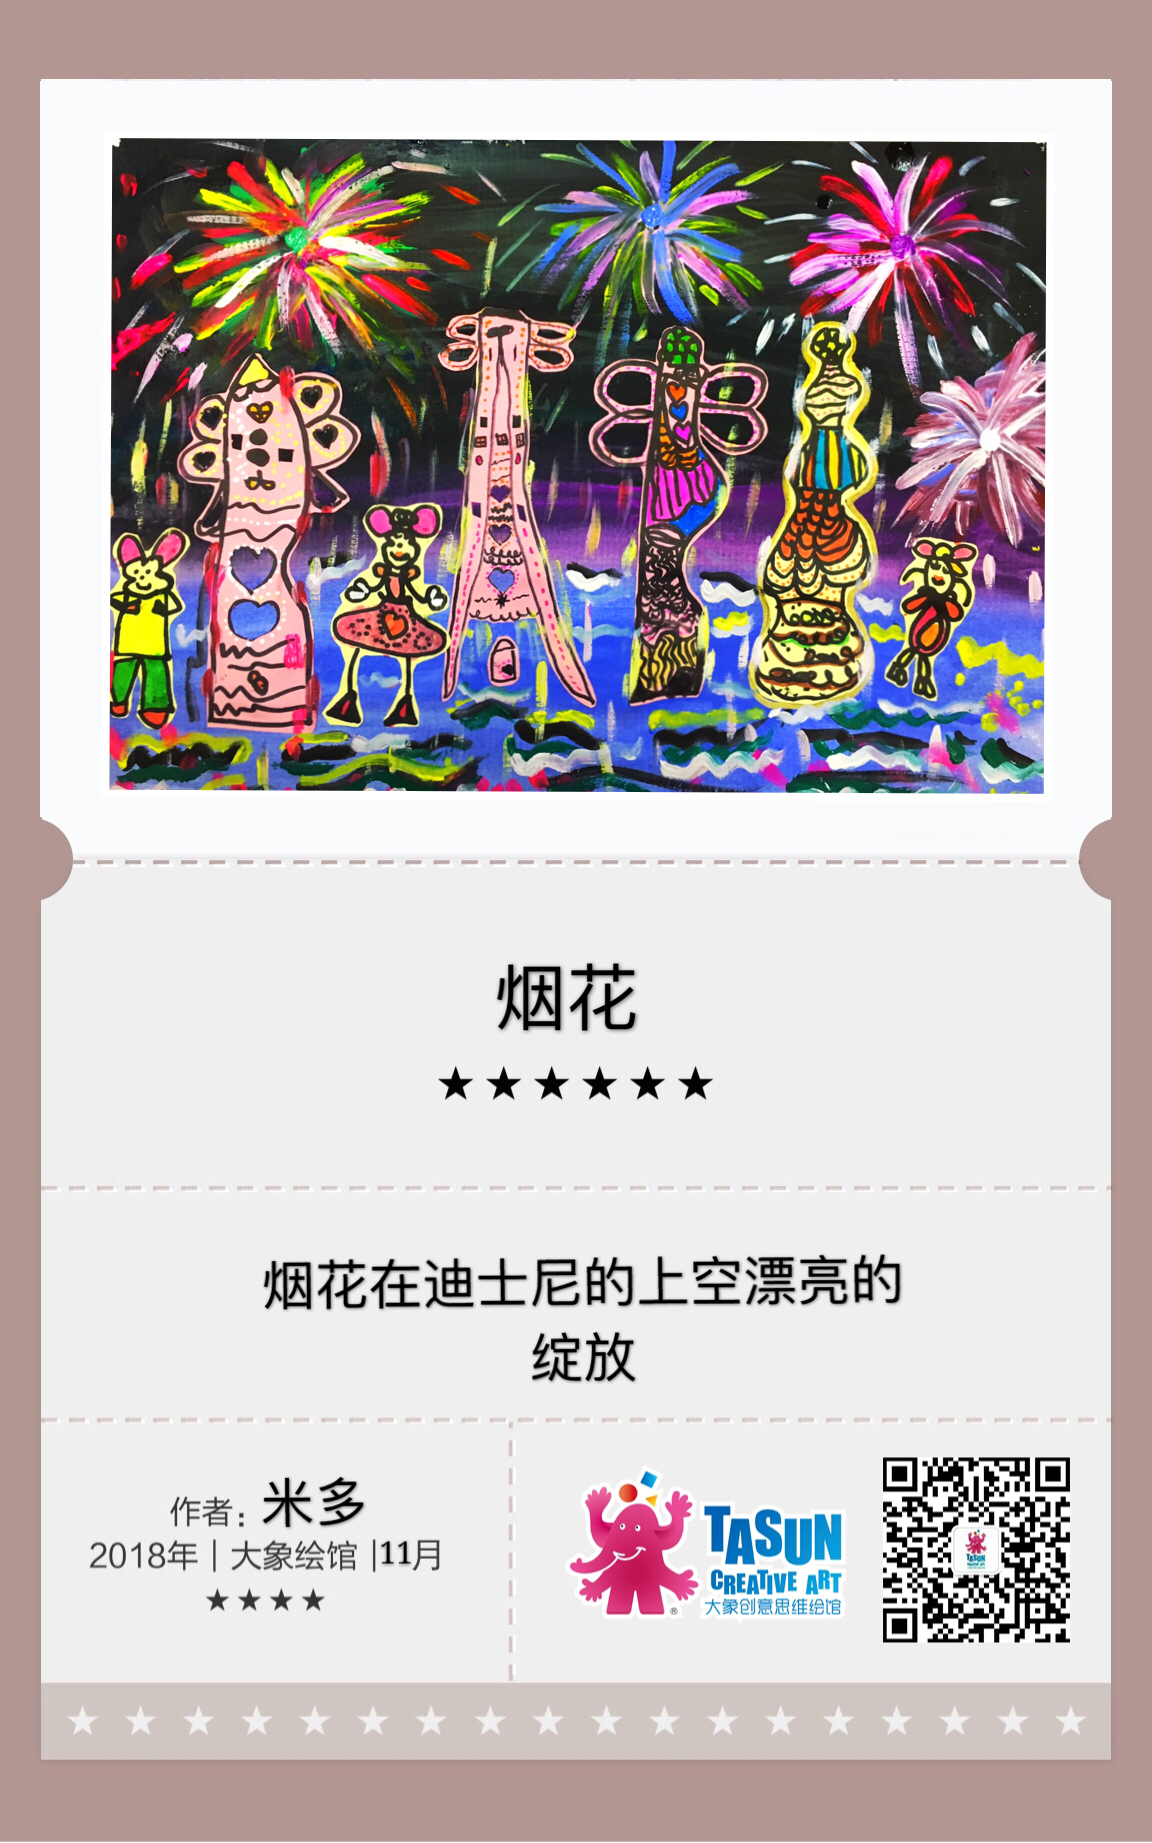 烟花
★★★★★★
烟花在迪士尼的上空漂亮的
绽放
作者: 米多
2018年 | 大象绘馆 |11月
★★★★
TASUN
CREATIVE ART
大象创意思维绘馆
®